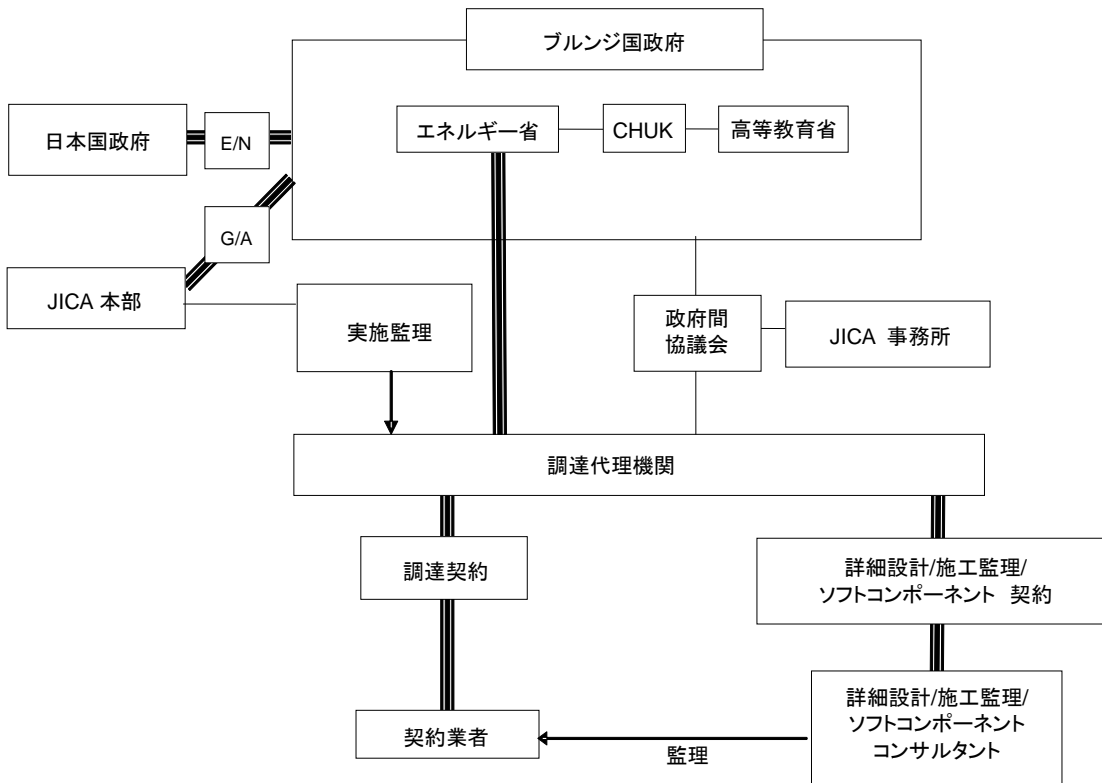 ブルンジ国政府
日本国政府
E/N
エネルギー省
CHUK
高等教育省
G/A
JICA 本部
実施監理
政府間
協議会
JICA 事務所
調達代理機関
調達契約
詳細設計/施工監理/
ソフトコンポーネント 契約
契約業者
監理
詳細設計/施工監理/
ソフトコンポーネント
コンサルタント